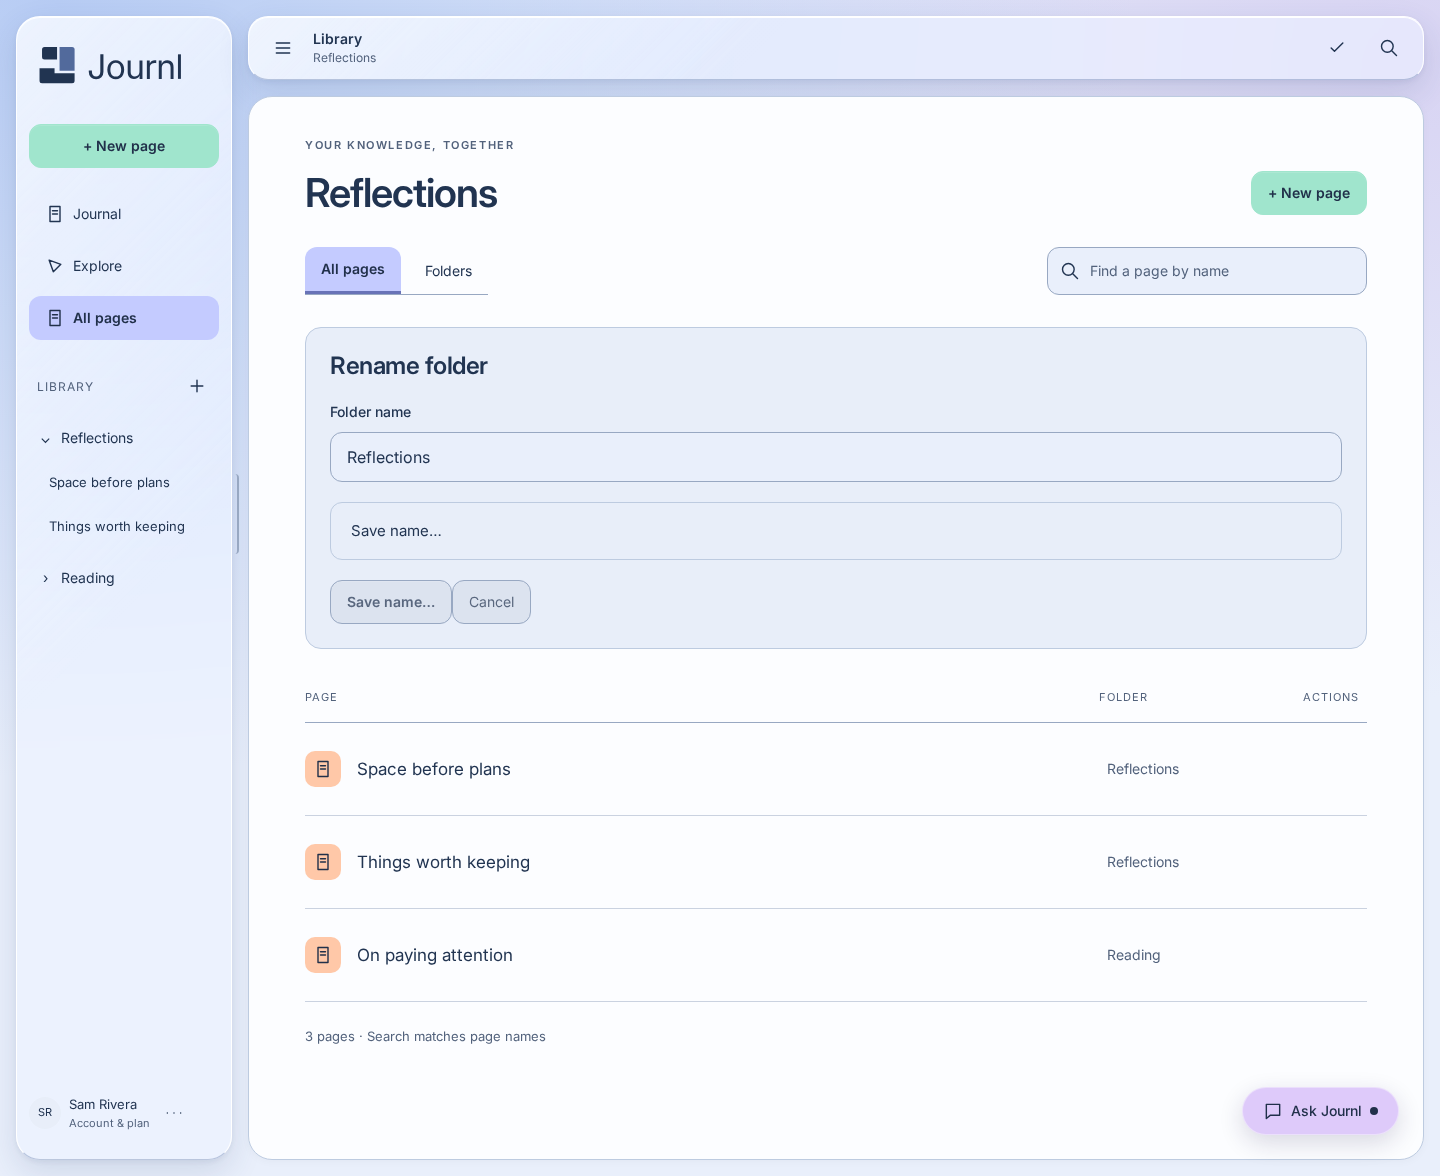 Journl
+ New page
Journal
Explore
All pages
LIBRARY
Reflections
Space before plans
Things worth keeping
Reading
SR
Sam Rivera
Account & plan
...
Library
Reflections
YOUR KNOWLEDGE, TOGETHER
Reflections
+ New page
All pages
Folders
Find a page by name
Rename folder
Folder name
Reflections
Save name...
Save name...
Cancel
PAGE FOLDER ACTIONS
Space before plans Reflections
Things worth keeping Reflections
On paying attention Reading
3 pages · Search matches page names
Ask Journl